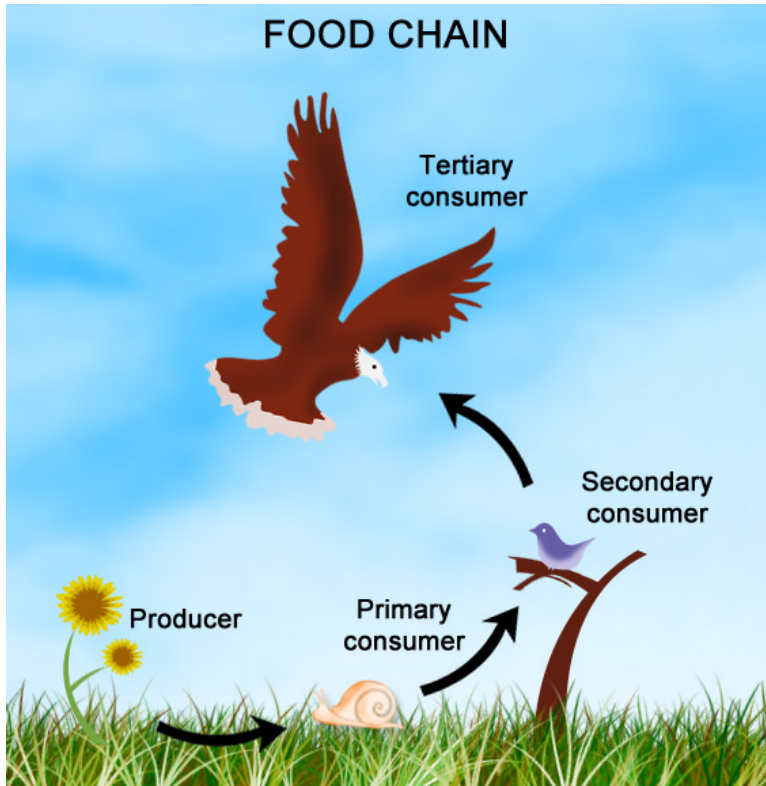 FOOD CHAIN
Tertiary
consumer
Secondary
consumer
Primary
consumer
Producer